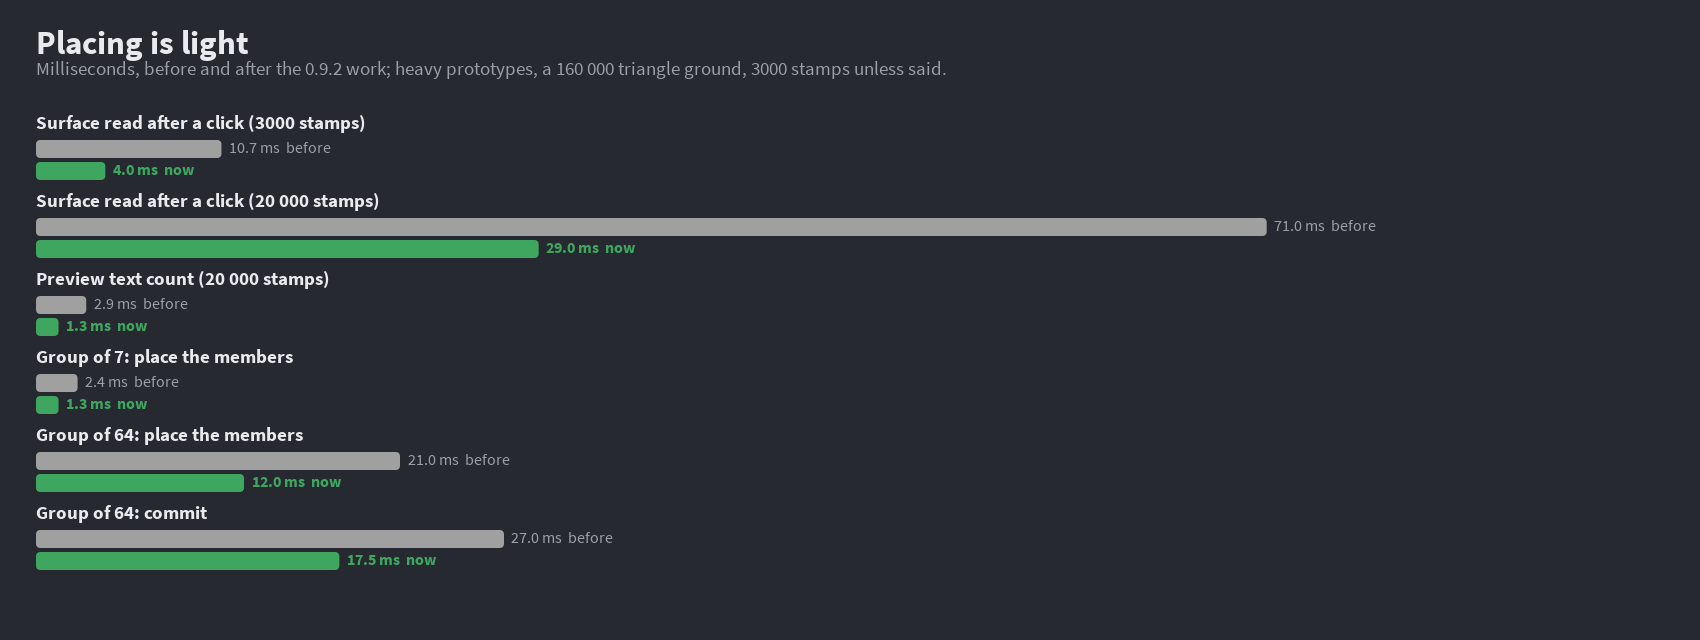 Placing is light
Milliseconds, before and after the 0.9.2 work; heavy prototypes, a 160 000 triangle ground, 3000 stamps unless said.
Surface read after a click (3000 stamps)
10.7 ms before
4.0 ms now
Surface read after a click (20 000 stamps)
71.0 ms before
29.0 ms now
Preview text count (20 000 stamps)
2.9 ms before
1.3 ms now
Group of 7: place the members
2.4 ms before
1.3 ms now
Group of 64: place the members
21.0 ms before
12.0 ms now
Group of 64: commit
27.0 ms before
17.5 ms now